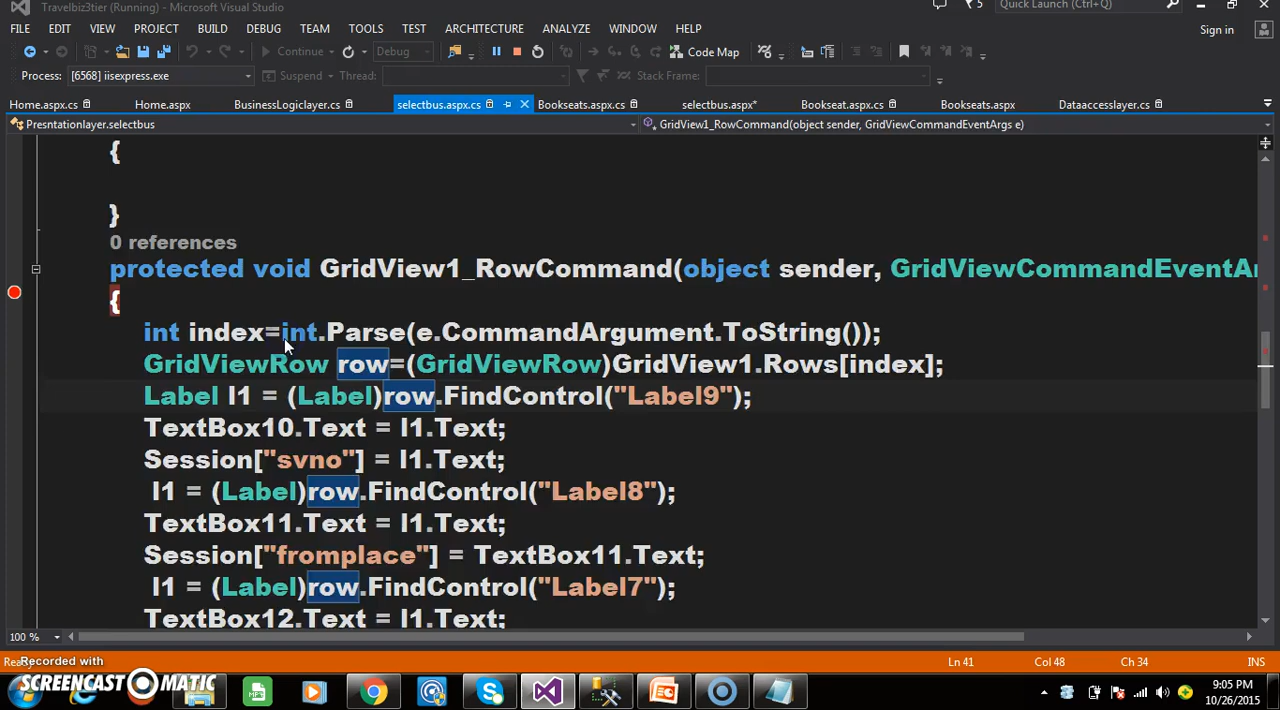 Travelbiz3tier (Running) - Microsoft Visual Studio
5
Quick Launch (Ctrl+Q)
FILE EDIT VIEW PROJECT BUILD DEBUG TEAM TOOLS TEST ARCHITECTURE ANALYZE WINDOW HELP
Sign in
Continue Debug Code Map
Process: [6568] iisexpress.exe Suspend Thread: Stack Frame:
Home.aspx.cs Home.aspx BusinessLogiclayer.cs selectbus.aspx.cs Bookseats.aspx.cs selectbus.aspx* Bookseat.aspx.cs Bookseats.aspx Dataaccesslayer.cs
Presntationlayer.selectbus GridView1_RowCommand(object sender, GridViewCommandEventArgs e)
{
}
0 references
protected void GridView1_RowCommand(object sender, GridViewCommandEventAr
{
int index=int.Parse(e.CommandArgument.ToString());
GridViewRow row=(GridViewRow)GridView1.Rows[index];
Label l1 = (Label)row.FindControl("Label9");
TextBox10.Text = l1.Text;
Session["svno"] = l1.Text;
l1 = (Label)row.FindControl("Label8");
TextBox11.Text = l1.Text;
Session["fromplace"] = TextBox11.Text;
l1 = (Label)row.FindControl("Label7");
TextBox12.Text = l1.Text;
100 %
Ln 41 Col 48 Ch 34 INS
Recorded with
SCREENCAST MATIC
9:05 PM
10/26/2015